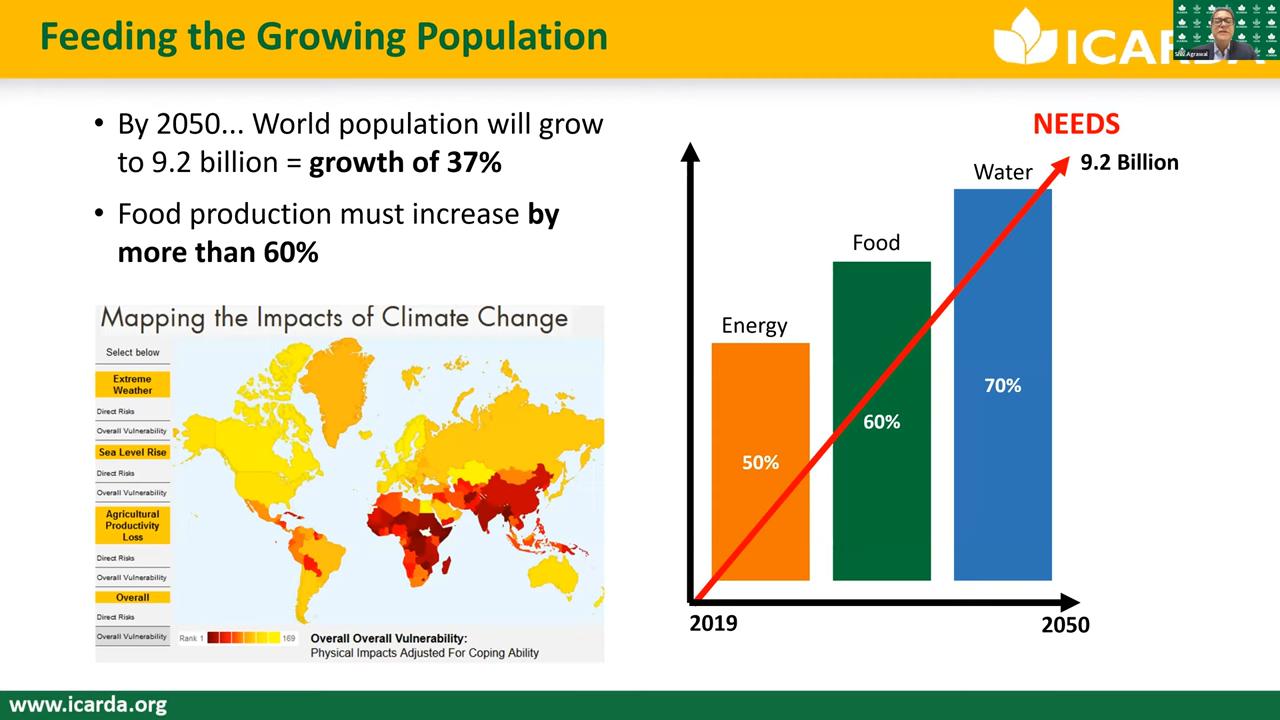 Feeding the Growing Population
Shiv Agrawal
• By 2050... World population will grow
to 9.2 billion = growth of 37%
• Food production must increase by
more than 60%
Mapping the Impacts of Climate Change
Select below
Extreme
Weather
Direct Risks
Overall Vulnerability
Sea Level Rise
Direct Risks
Overall Vulnerability
Agricultural
Productivity
Loss
Direct Risks
Overall Vulnerability
Overall
Direct Risks
Overall Vulnerability
Rank 1
169
Overall Overall Vulnerability:
Physical Impacts Adjusted For Coping Ability
NEEDS
9.2 Billion
Water
Food
Energy
70%
60%
50%
2019
2050
www.icarda.org